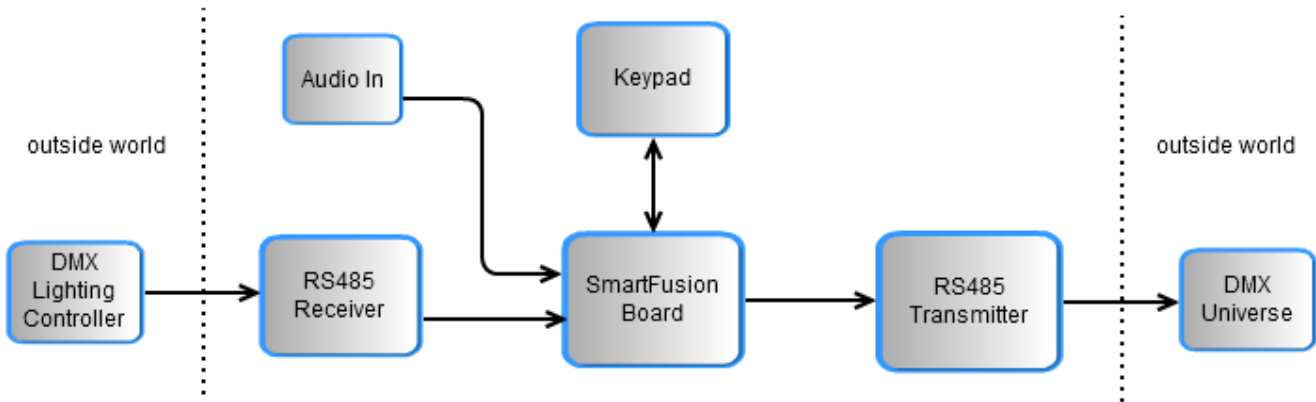 Audio In
Keypad
outside world
outside world
DMX
Lighting
Controller
RS485
Receiver
SmartFusion
Board
RS485
Transmitter
DMX
Universe